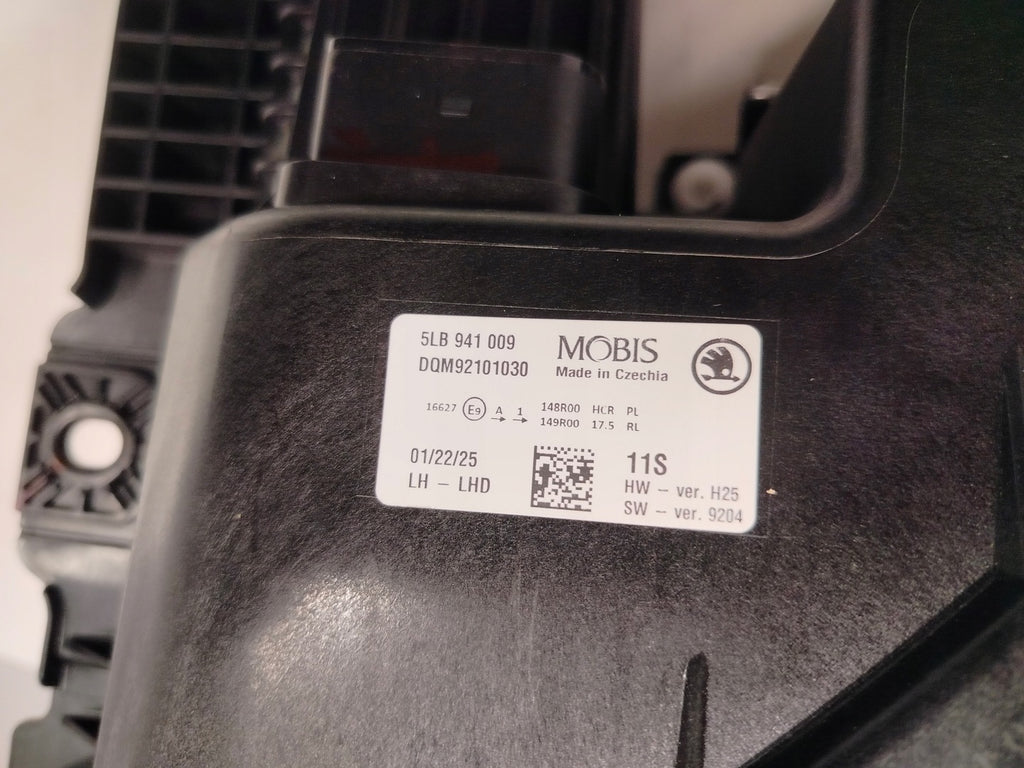 5LB 941 009
DQM92101030
MOBIS
Made in Czechia
16627 E9 A 1 148R00 HCR PL
149R00 17.5 RL
01/22/25
LH - LHD
11S
HW - ver. H25
SW - ver. 9204